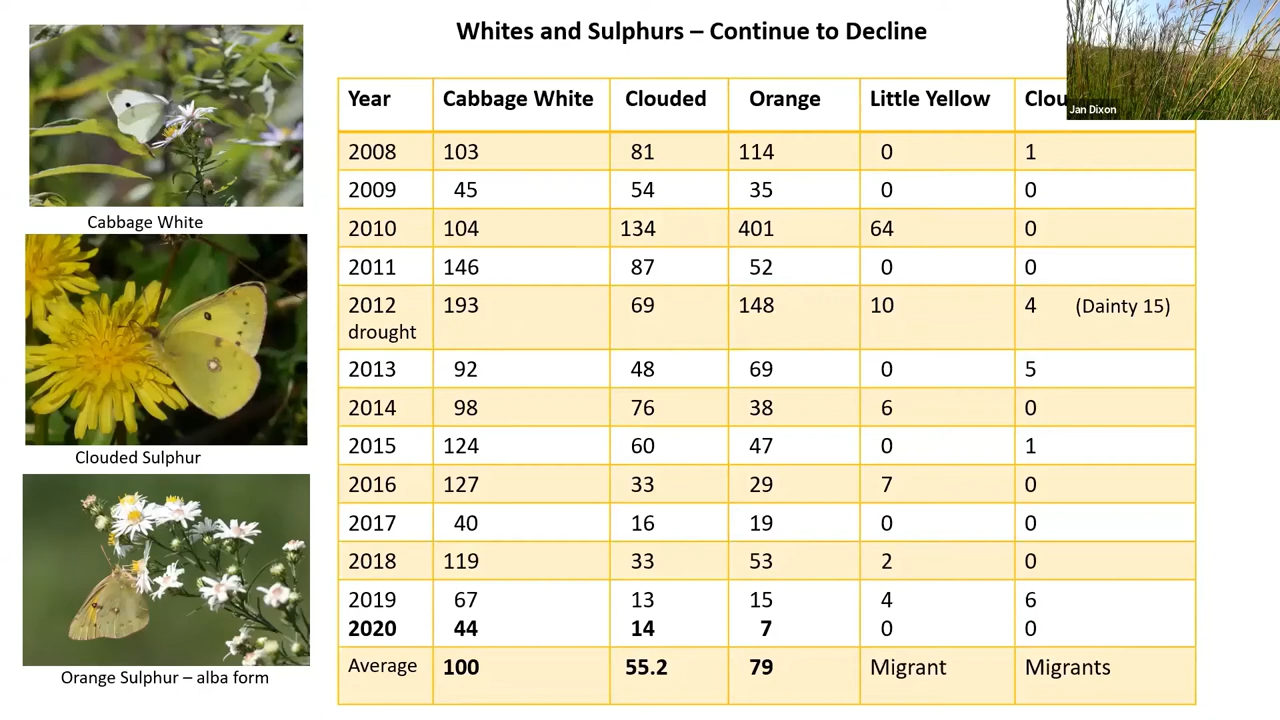 Whites and Sulphurs – Continue to Decline
Jan Dixon
Year Cabbage White Clouded Orange Little Yellow
2008 103 81 114 0 1
2009 45 54 35 0 0
2010 104 134 401 64 0
2011 146 87 52 0 0
2012 193 69 148 10 4 (Dainty 15)
drought
2013 92 48 69 0 5
2014 98 76 38 6 0
2015 124 60 47 0 1
2016 127 33 29 7 0
2017 40 16 19 0 0
2018 119 33 53 2 0
2019 67 13 15 4 6
2020 44 14 7 0 0
Average 100 55.2 79 Migrant Migrants
Cabbage White
Clouded Sulphur
Orange Sulphur – alba form